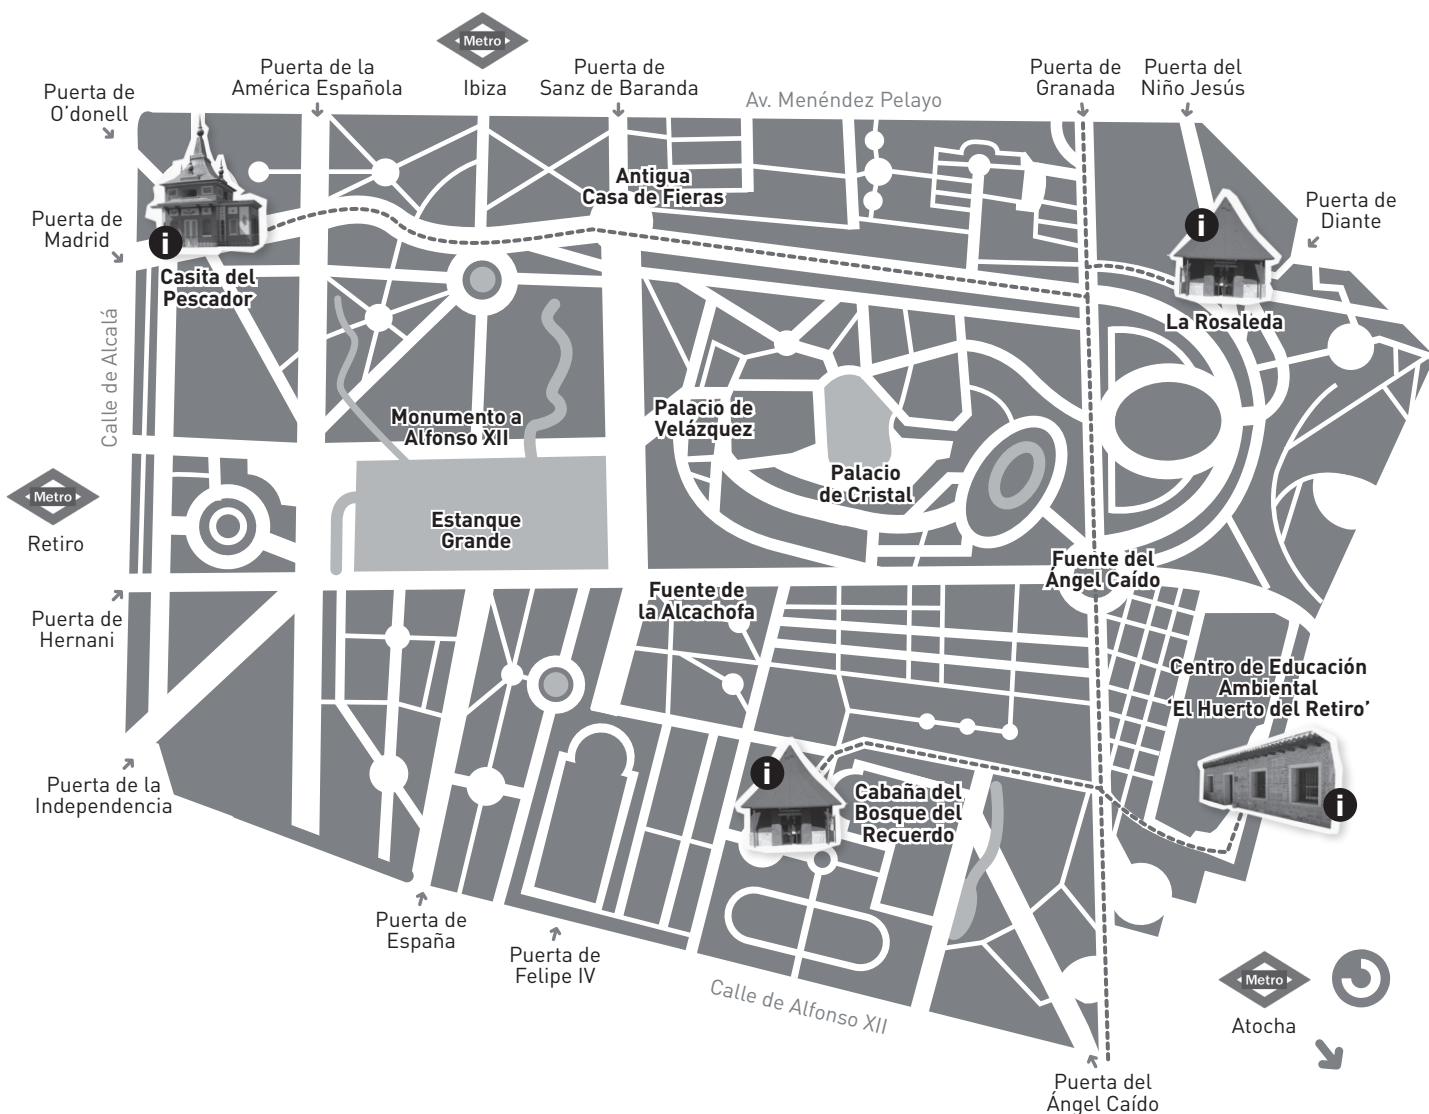 Metro
Ibiza
Puerta de
O'donell
Puerta de la
América Española
Puerta de
Sanz de Baranda
Av. Menéndez Pelayo
Puerta de
Granada
Puerta del
Niño Jesús
Puerta de
Diante
Puerta de
Madrid
i
Casita del
Pescador
Antigua
Casa de Fieras
i
La Rosaleda
Calle de Alcalá
Monumento a
Alfonso XII
Palacio de
Velázquez
Palacio
de Cristal
Metro
Retiro
Estanque
Grande
Fuente del
Ángel Caído
Puerta de
Hernani
Fuente de
la Alcachofa
Centro de Educación
Ambiental
'El Huerto del Retiro'
i
Puerta de la
Independencia
i
Cabaña del
Bosque del
Recuerdo
Puerta de
España
Puerta de
Felipe IV
Calle de Alfonso XII
Metro
Atocha
Puerta del
Ángel Caído